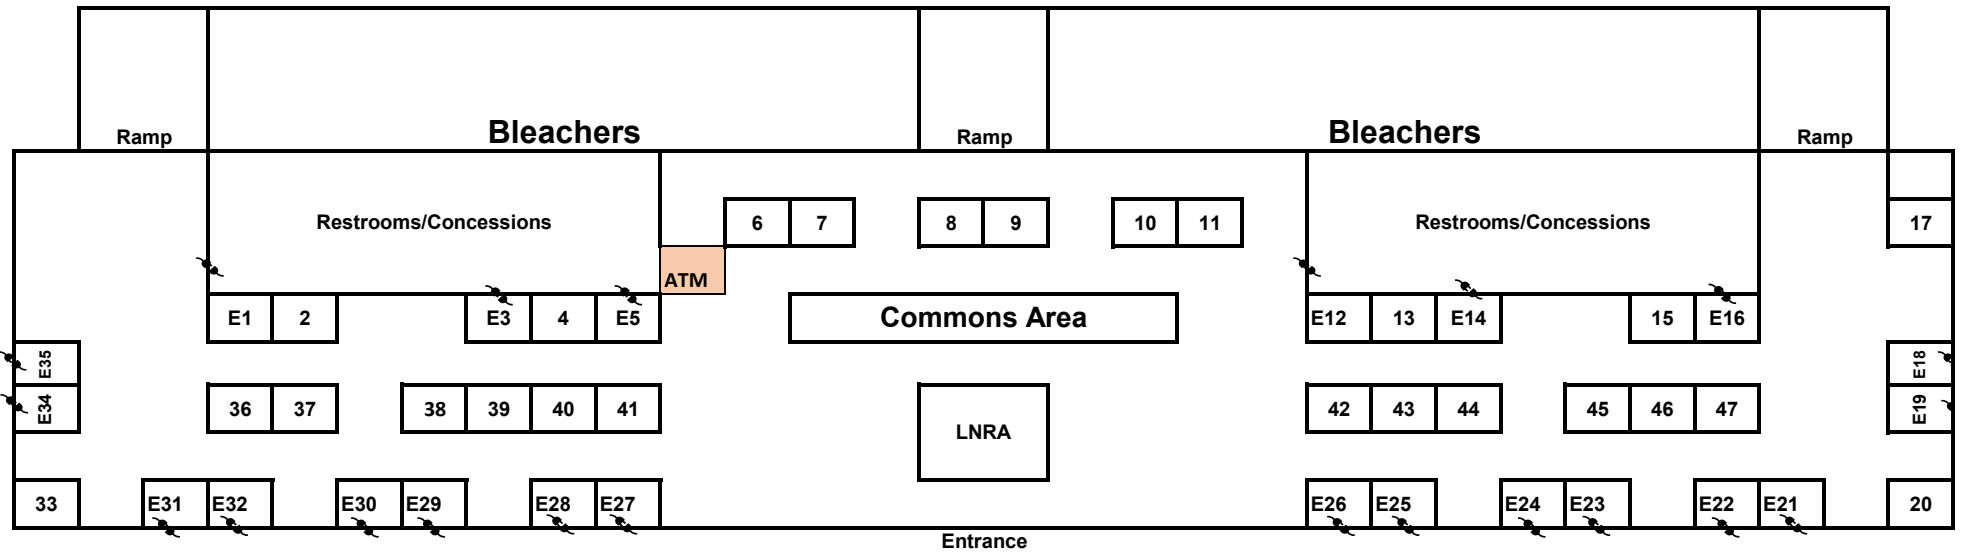 Ramp Bleachers Ramp Bleachers Ramp
Restrooms/Concessions 6 7 8 9 10 11 Restrooms/Concessions 17
ATM
E1 2 E3 4 E5 Commons Area E12 13 E14 15 E16
E35 E18
E34 36 37 38 39 40 41 42 43 44 45 46 47 E19
LNRA
33 E31 E32 E30 E29 E28 E27 E26 E25 E24 E23 E22 E21 20
Entrance